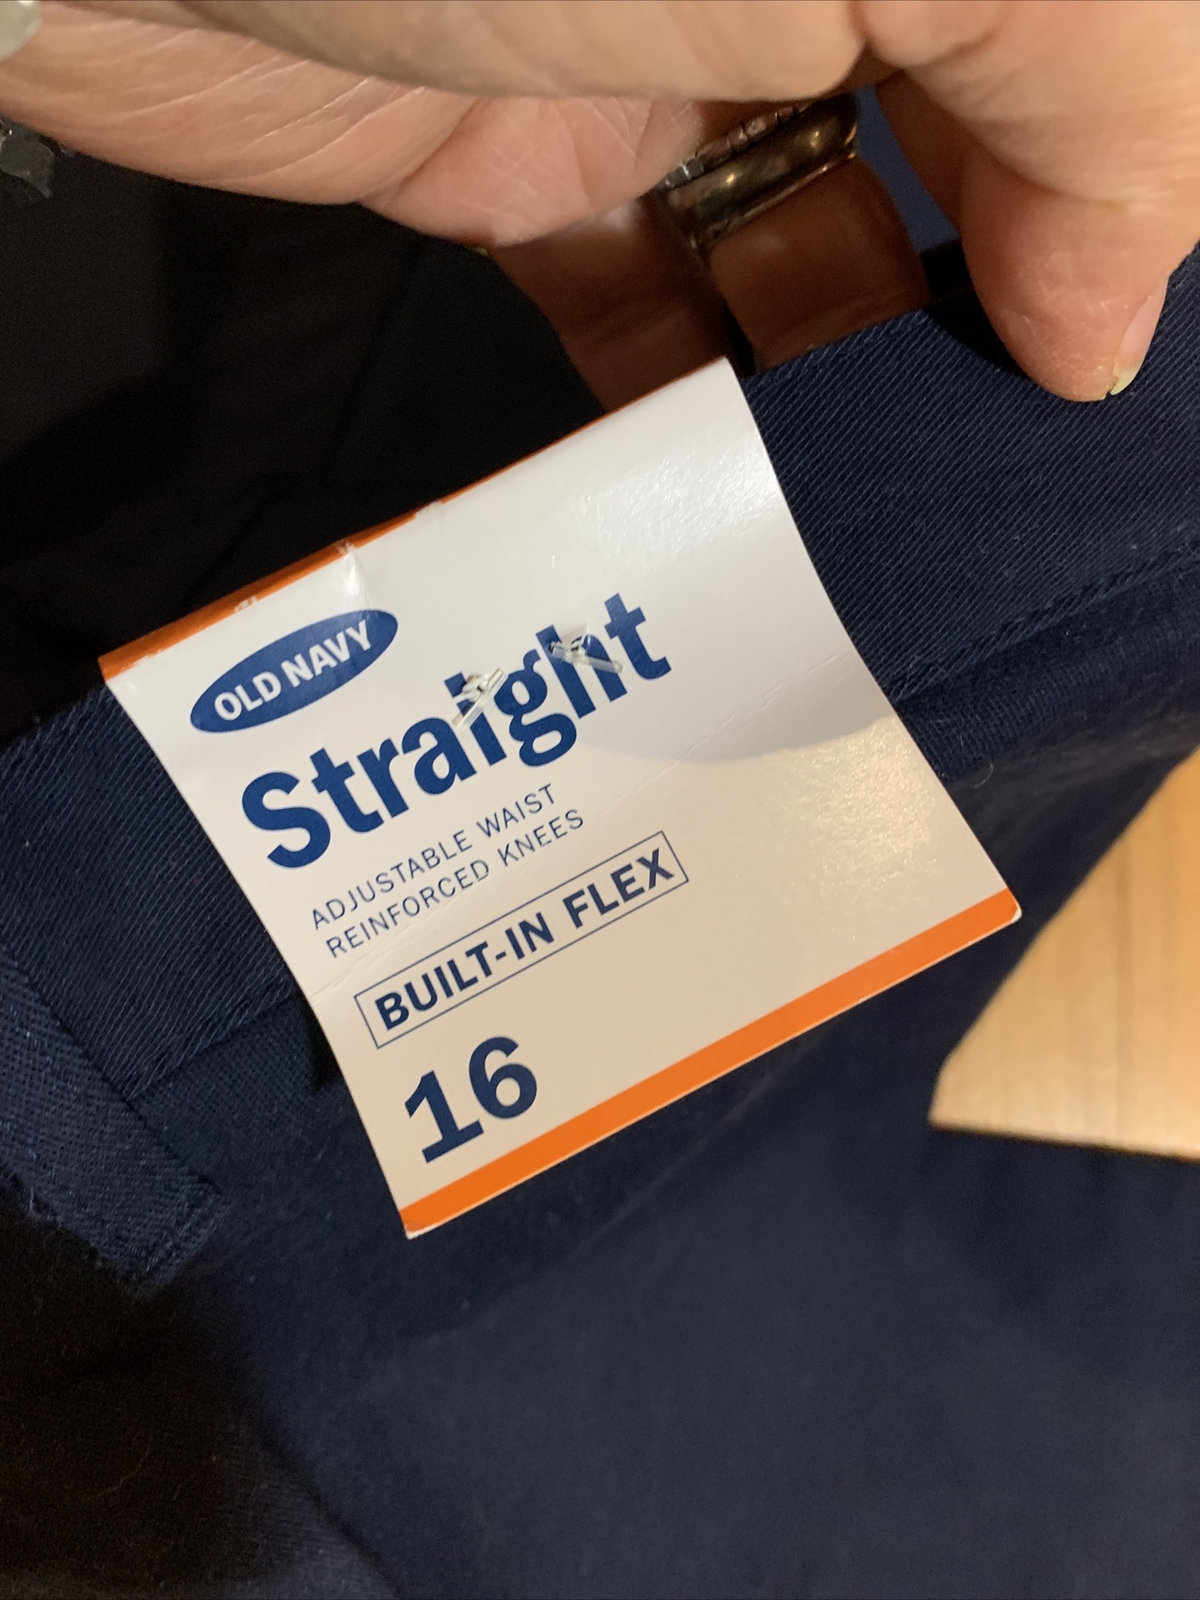 OLD NAVY
Straight
ADJUSTABLE WAIST
REINFORCED KNEES
BUILT-IN FLEX
16